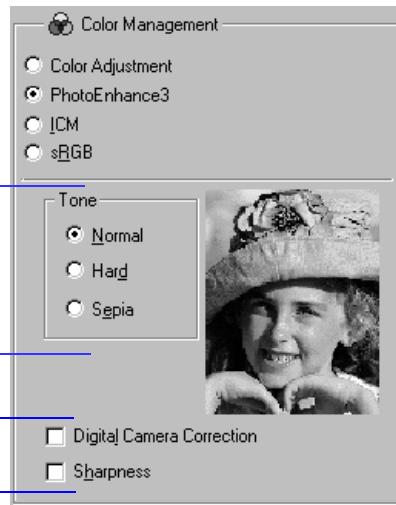 Color Management
Color Adjustment
PhotoEnhance3
ICM
sRGB
Tone
Normal
Hard
Sepia
Digital Camera Correction
Sharpness